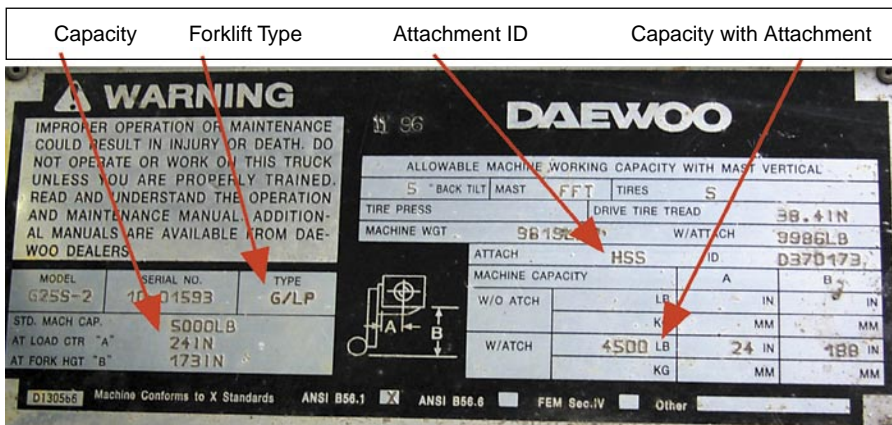 Capacity Forklift Type Attachment ID Capacity with Attachment
WARNING
IMPROPER OPERATION OR MAINTENANCE
COULD RESULT IN INJURY OR DEATH. DO
NOT OPERATE OR WORK ON THIS TRUCK
UNLESS YOU ARE PROPERLY TRAINED.
READ AND UNDERSTAND THE OPERATION
AND MAINTENANCE MANUAL. ADDITION-
AL MANUALS ARE AVAILABLE FROM DAE-
WOO DEALERS
MODEL SERIAL NO. TYPE
G25S-2 01593 G/LP
STD. MACH CAP. 5000LB
AT LOAD CTR "A" 24IN
AT FORK HGT "B" 173IN
96
DAEWOO
ALLOWABLE MACHINE WORKING CAPACITY WITH MAST VERTICAL
5 °BACK TILT MAST FFT TIRES S
TIRE PRESS DRIVE TIRE TREAD 38.41N
MACHINE WGT W/ATTACH 9986LB
ATTACH HSS ID D370173
MACHINE CAPACITY A B
W/O ATCH LB IN IN
KG MM MM
W/ATCH 4500 LB 24 IN 188 IN
KG MM MM
A
B
D130566 Machine Conforms to X Standards ANSI B56.1 X ANSI B56.6 FEM Sec.IV Other